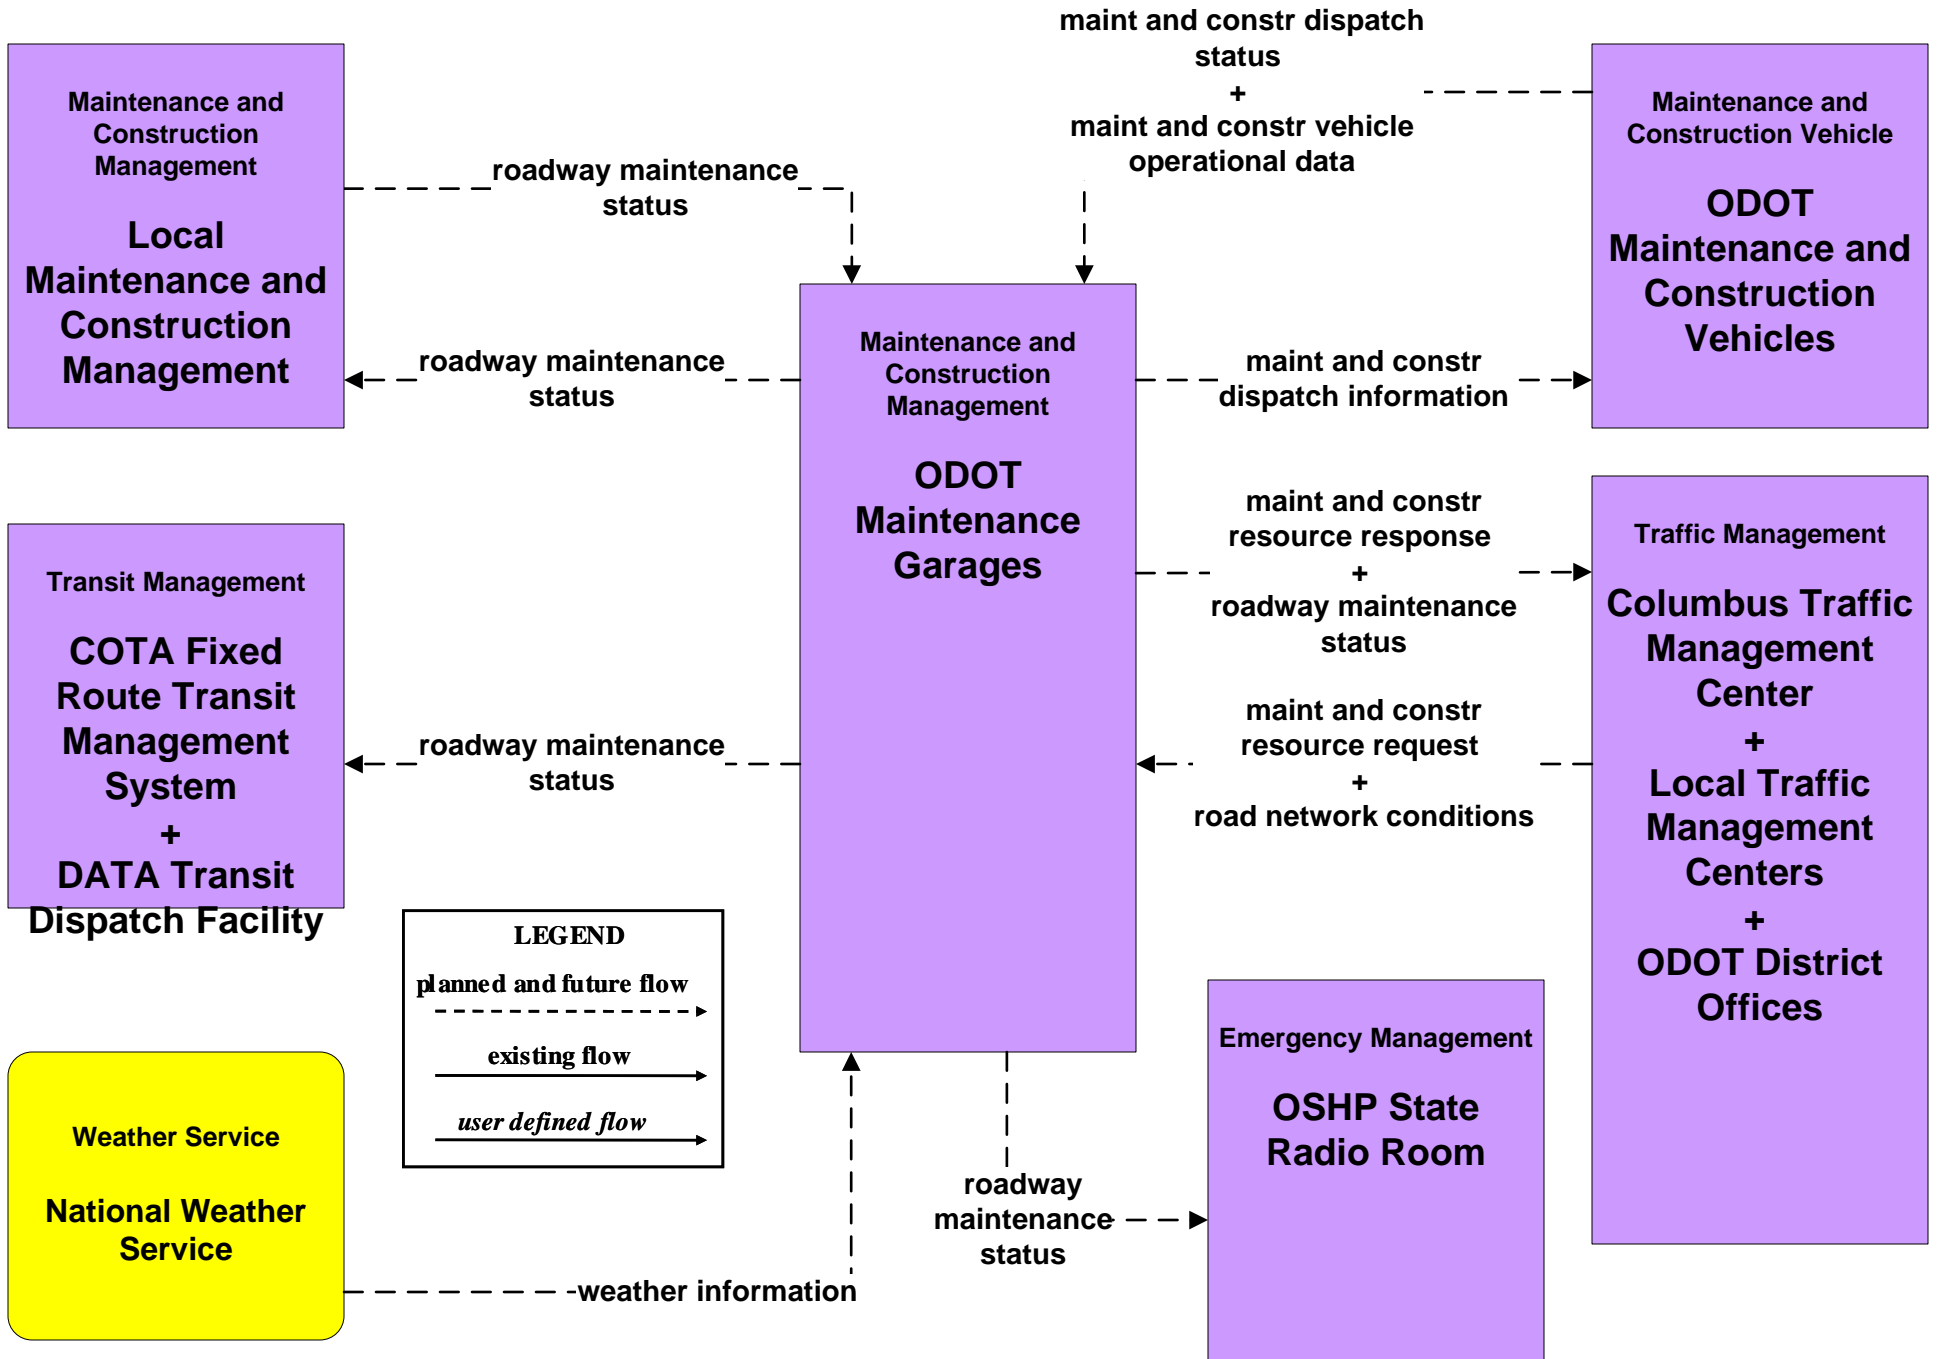 maint and constr dispatch
status
+
maint and constr vehicle
operational data
Maintenance and
Construction
Management
Local
Maintenance and
Construction
Management
roadway maintenance
status
roadway maintenance
status
Maintenance and
Construction Vehicle
ODOT
Maintenance and
Construction
Vehicles
Maintenance and
Construction
Management
ODOT
Maintenance
Garages
maint and constr
dispatch information
maint and constr
resource response
+
roadway maintenance
status
maint and constr
resource request
+
road network conditions
Traffic Management
Columbus Traffic
Management
Center
+
Local Traffic
Management
Centers
+
ODOT District
Offices
Transit Management
COTA Fixed
Route Transit
Management
System
+
DATA Transit
Dispatch Facility
roadway maintenance
status
LEGEND
planned and future flow
existing flow
user defined flow
Weather Service
National Weather
Service
weather information
roadway
maintenance
status
Emergency Management
OSHP State
Radio Room